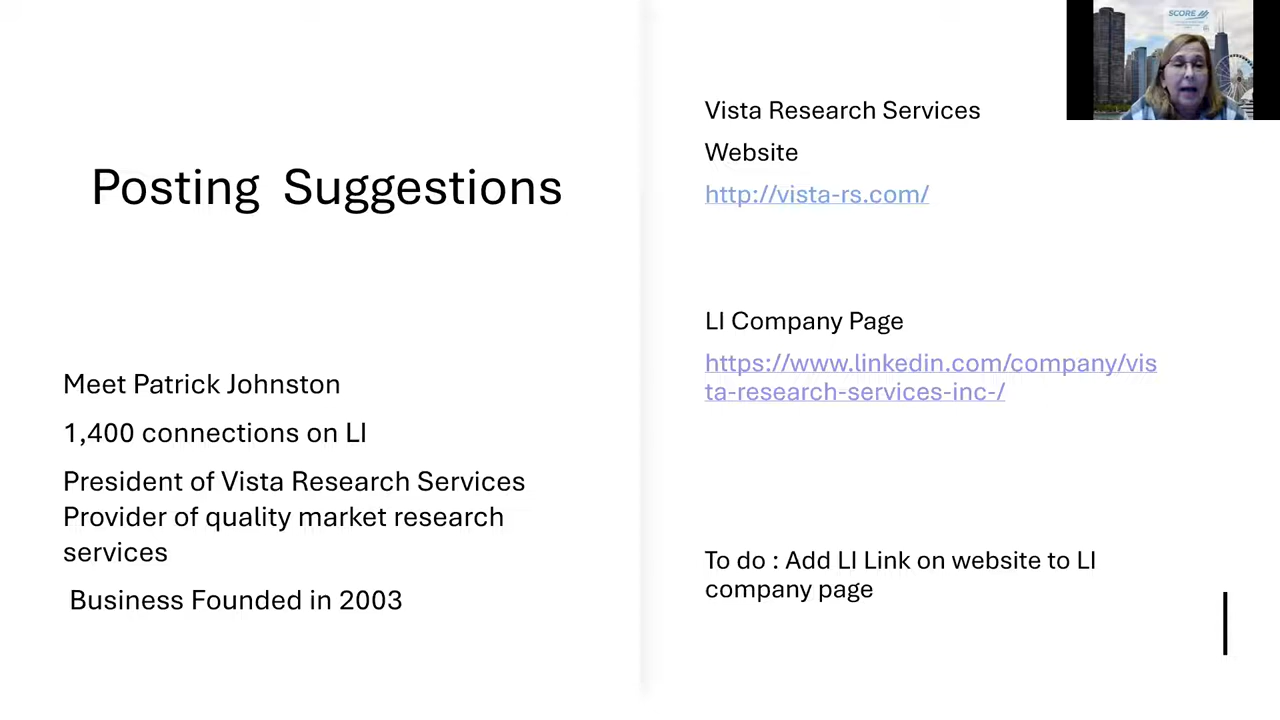 Posting Suggestions
Meet Patrick Johnston
1,400 connections on LI
President of Vista Research Services
Provider of quality market research
services
Business Founded in 2003
Vista Research Services
Website
http://vista-rs.com/
LI Company Page
https://www.linkedin.com/company/vis
ta-research-services-inc-/
To do : Add LI Link on website to LI
company page
SCORE